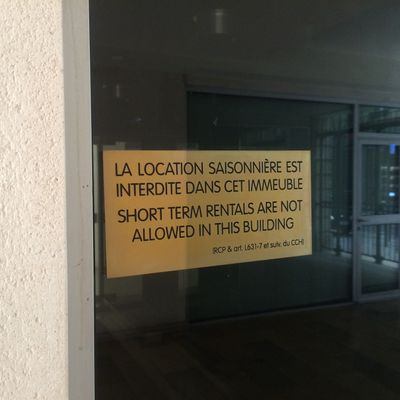 LA LOCATION SAISONNIÈRE EST
INTERDITE DANS CET IMMEUBLE
SHORT TERM RENTALS ARE NOT
ALLOWED IN THIS BUILDING
(RCP & art. L631-7 et suiv. du CCH)